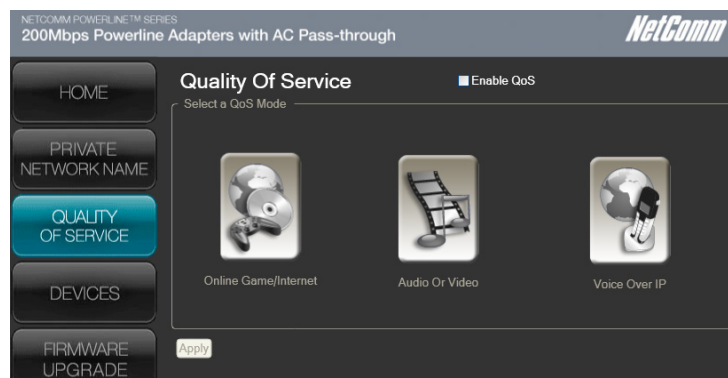 NETCOMM POWERLINE™ SERIES
200Mbps Powerline Adapters with AC Pass-through
NetComm
HOME
PRIVATE
NETWORK NAME
QUALITY
OF SERVICE
DEVICES
FIRMWARE
UPGRADE
Quality Of Service
Enable QoS
Select a QoS Mode
Online Game/Internet
Audio Or Video
Voice Over IP
Apply